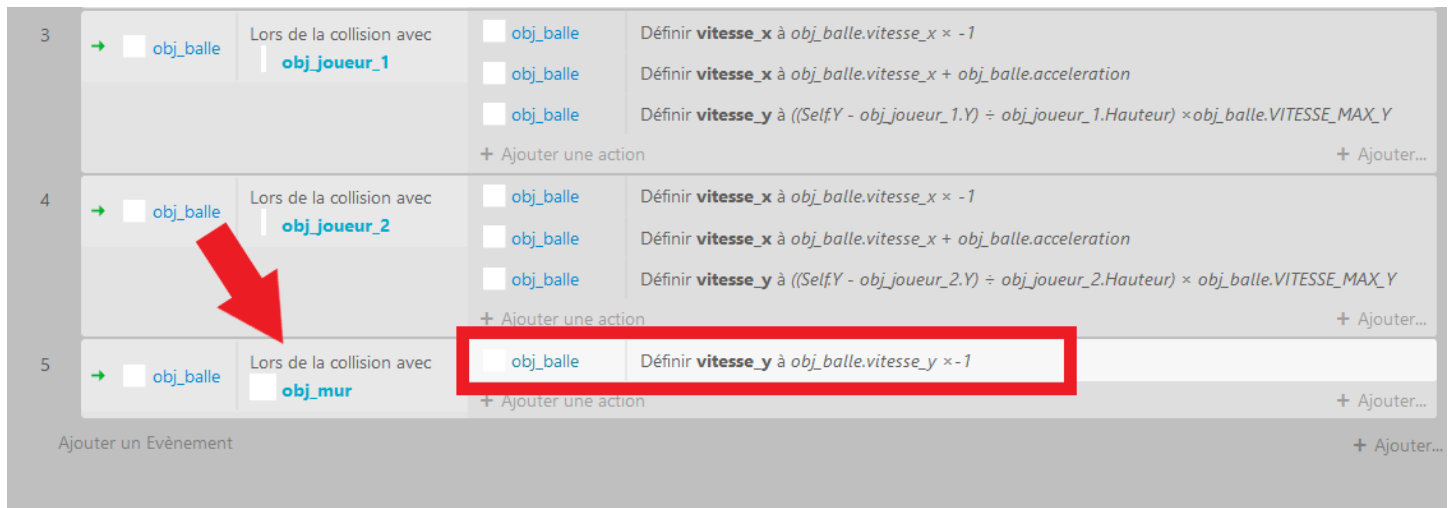 3
obj_balle
Lors de la collision avec
obj_joueur_1
obj_balle Définir vitesse_x à obj_balle.vitesse_x × -1
obj_balle Définir vitesse_x à obj_balle.vitesse_x + obj_balle.acceleration
obj_balle Définir vitesse_y à ((Self.Y - obj_joueur_1.Y) ÷ obj_joueur_1.Hauteur) ×obj_balle.VITESSE_MAX_Y
+ Ajouter une action + Ajouter...
4
obj_balle
Lors de la collision avec
obj_joueur_2
obj_balle Définir vitesse_x à obj_balle.vitesse_x × -1
obj_balle Définir vitesse_x à obj_balle.vitesse_x + obj_balle.acceleration
obj_balle Définir vitesse_y à ((Self.Y - obj_joueur_2.Y) ÷ obj_joueur_2.Hauteur) × obj_balle.VITESSE_MAX_Y
+ Ajouter une action + Ajouter...
5
obj_balle
Lors de la collision avec
obj_mur
obj_balle Définir vitesse_y à obj_balle.vitesse_y ×-1
+ Ajouter une action + Ajouter...
Ajouter un Evènement + Ajouter...